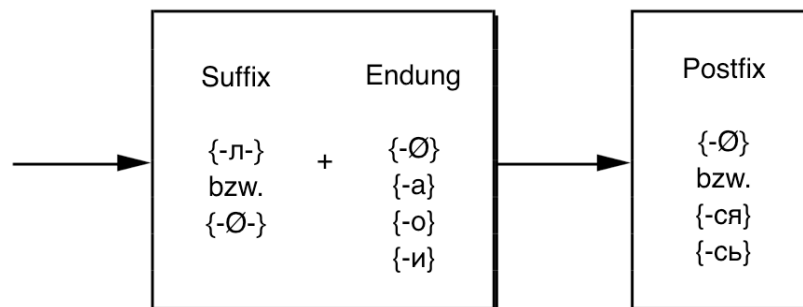 Suffix Endung Postfix
{-л-} + {-Ø} {-Ø}
bzw. {-а} bzw.
{-Ø-} {-о} {-ся}
{-и} {-сь}